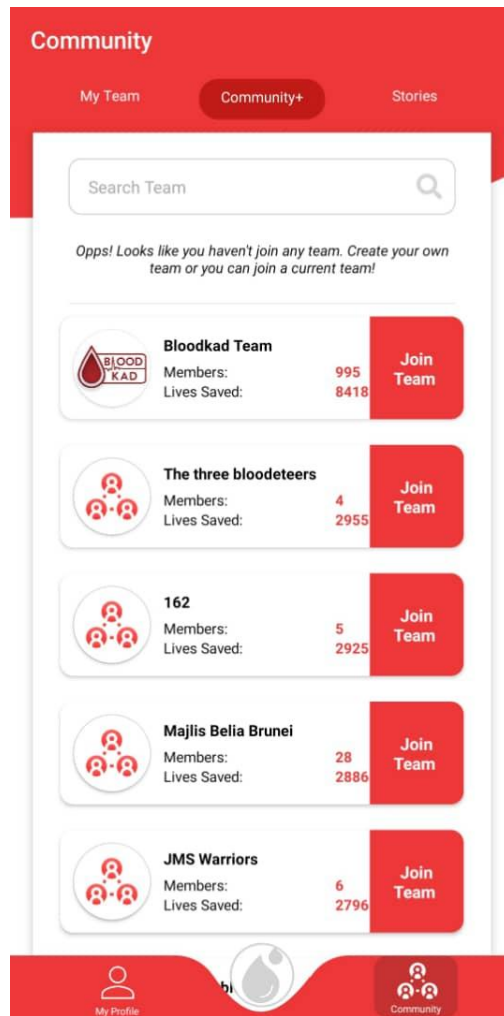 Community
My Team
Community+
Stories
Search Team
Opps! Looks like you haven't join any team. Create your own
team or you can join a current team!
BLOOD
KAD
Bloodkad Team
Members: 995
Lives Saved: 8418
Join
Team
The three bloodeteers
Members: 4
Lives Saved: 2955
Join
Team
162
Members: 5
Lives Saved: 2925
Join
Team
Majlis Belia Brunei
Members: 28
Lives Saved: 2886
Join
Team
JMS Warriors
Members: 6
Lives Saved: 2796
Join
Team
My Profile
Community